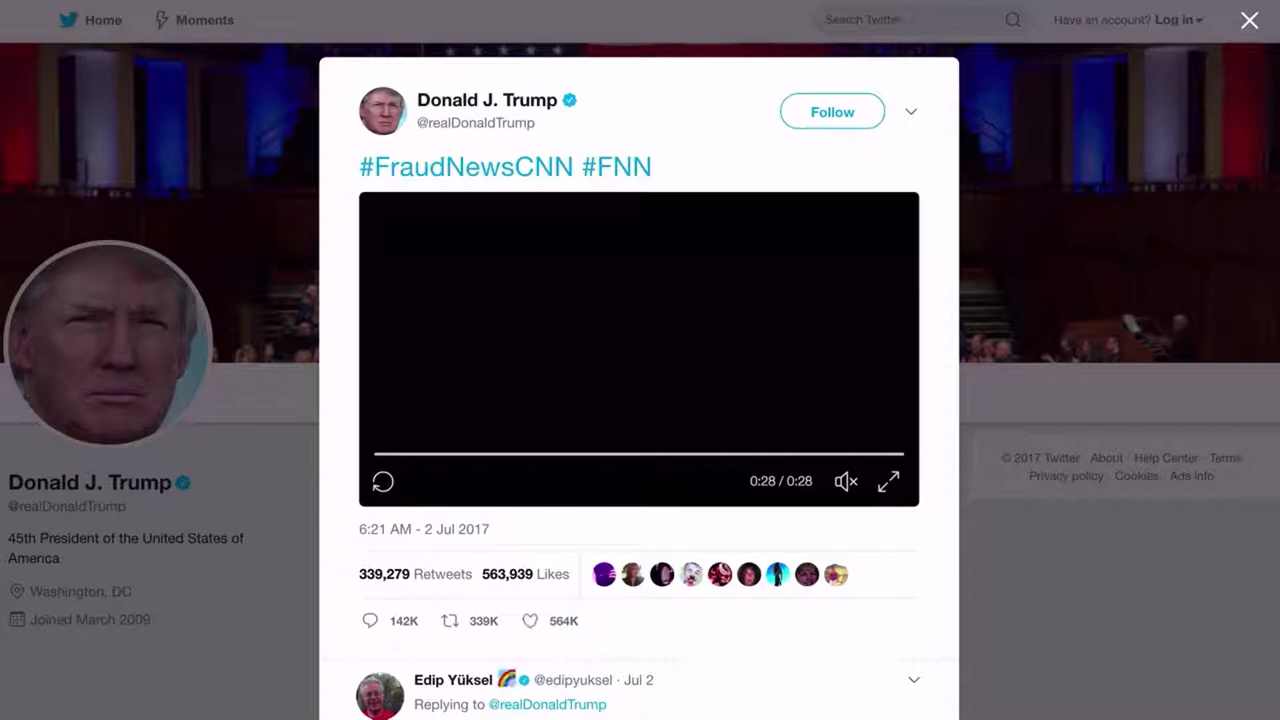 Home Moments Search Twitter Have an account? Log in
Donald J. Trump
@realDonaldTrump
Follow
#FraudNewsCNN #FNN
0:28 / 0:28
6:21 AM - 2 Jul 2017
339,279 Retweets 563,939 Likes
142K 339K 564K
Edip Yüksel @edipyuksel · Jul 2
Replying to @realDonaldTrump
Donald J. Trump
@realDonaldTrump
45th President of the United States of
America
Washington, DC
Joined March 2009
© 2017 Twitter About Help Center Terms
Privacy policy Cookies Ads info